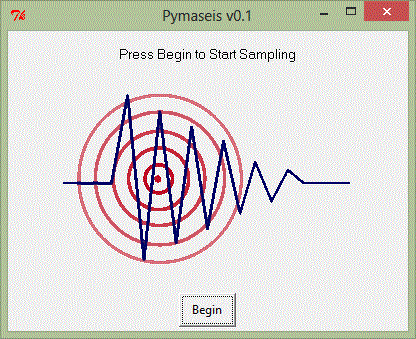 Pymaseis v0.1
Press Begin to Start Sampling
Begin